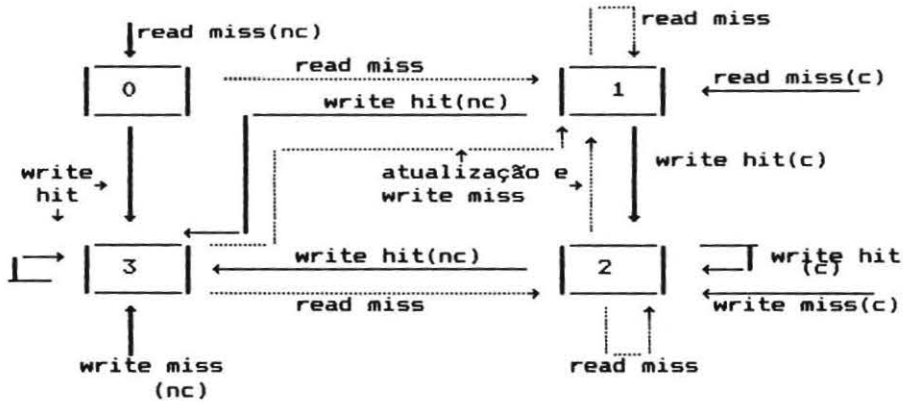 read miss
read miss(nc)
read miss
0
1
read miss(c)
write hit(nc)
write
hit
atualização e
write miss
write hit(c)
3
write hit(nc)
2
write hit
(c)
read miss
write miss(c)
write miss
(nc)
read miss